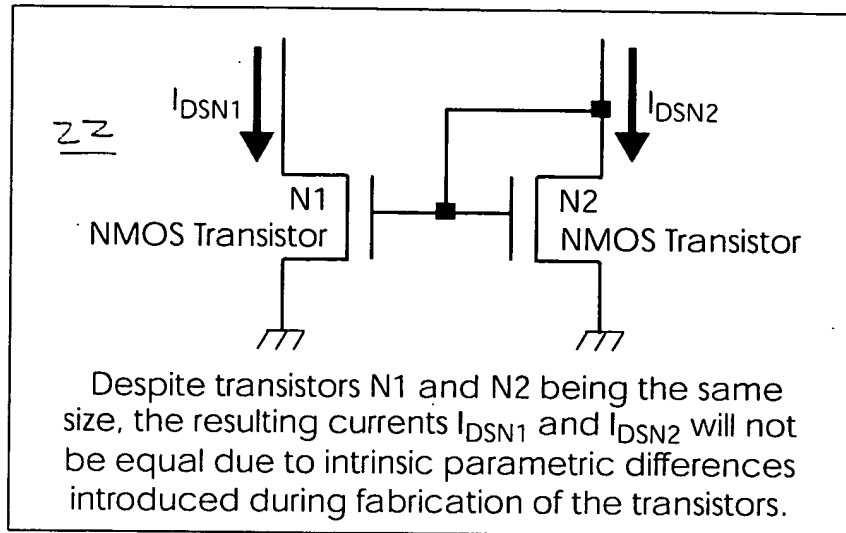 I_DSN1 I_DSN2
22
N1 N2
NMOS Transistor NMOS Transistor
Despite transistors N1 and N2 being the same
size, the resulting currents I_DSN1 and I_DSN2 will not
be equal due to intrinsic parametric differences
introduced during fabrication of the transistors.